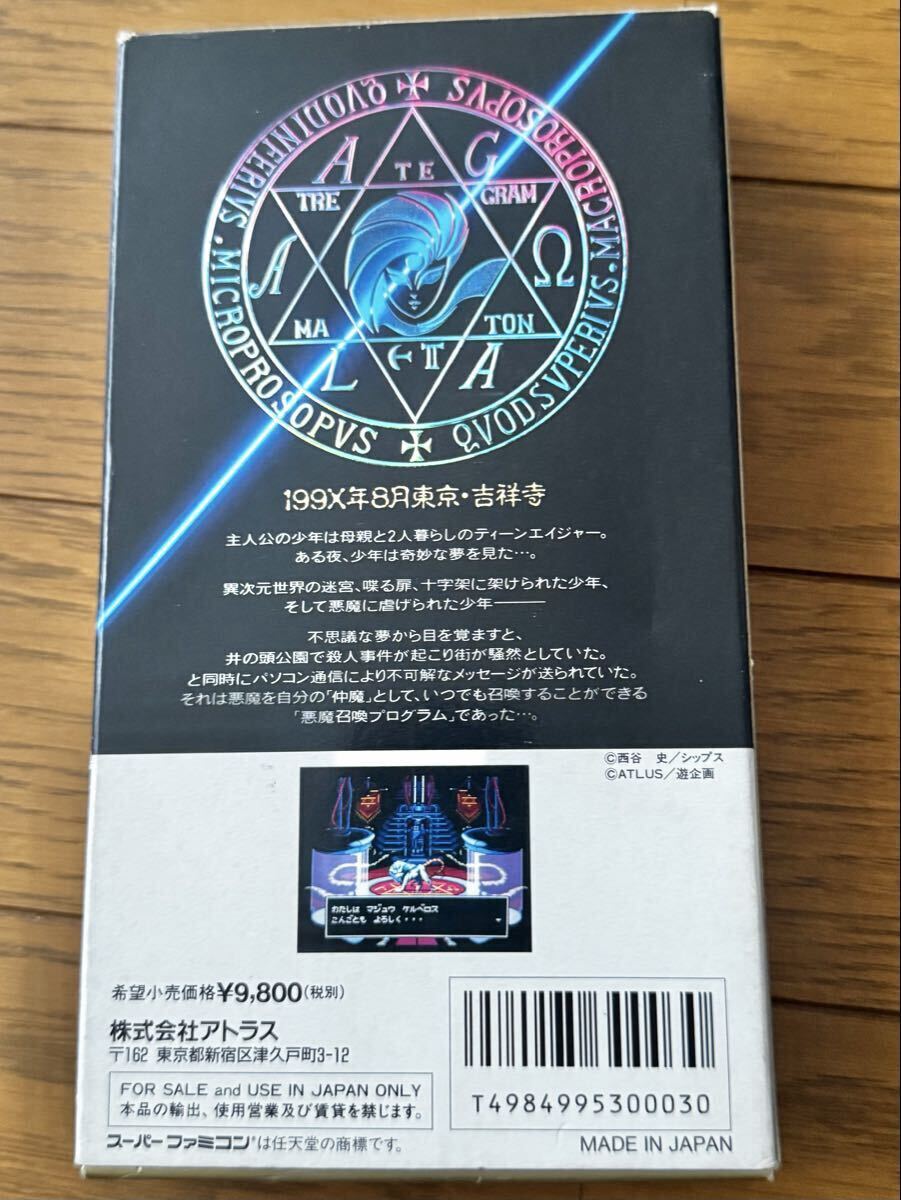 QVODINFERIVS · MICROPROSOPVS ✠ QVODSVPERIVS · MACROPROSOPVS ✠
A TE G
TRE GRAM
A Ω
MA TON
L ЄTT A
199X年8月東京・吉祥寺
主人公の少年は母親と2人暮らしのティーンエイジャー。
ある夜、少年は奇妙な夢を見た…。
異次元世界の迷宮、喋る扉、十字架に架けられた少年、
そして悪魔に虐げられた少年───
不思議な夢から目を覚ますと、
井の頭公園で殺人事件が起こり街が騒然としていた。
と同時にパソコン通信により不可解なメッセージが送られていた。
それは悪魔を自分の「仲魔」として、いつでも召喚することができる
「悪魔召喚プログラム」であった…。
©西谷 史/シップス
©ATLUS/遊企画
わたしは マジュウ ケルベロス
こんごとも よろしく・・・
希望小売価格¥9,800(税別)
株式会社アトラス
〒162 東京都新宿区津久戸町3-12
FOR SALE and USE IN JAPAN ONLY
本品の輸出、使用営業及び賃貸を禁じます。
スーパーファミコン®は任天堂の商標です。
T4984995300030
MADE IN JAPAN